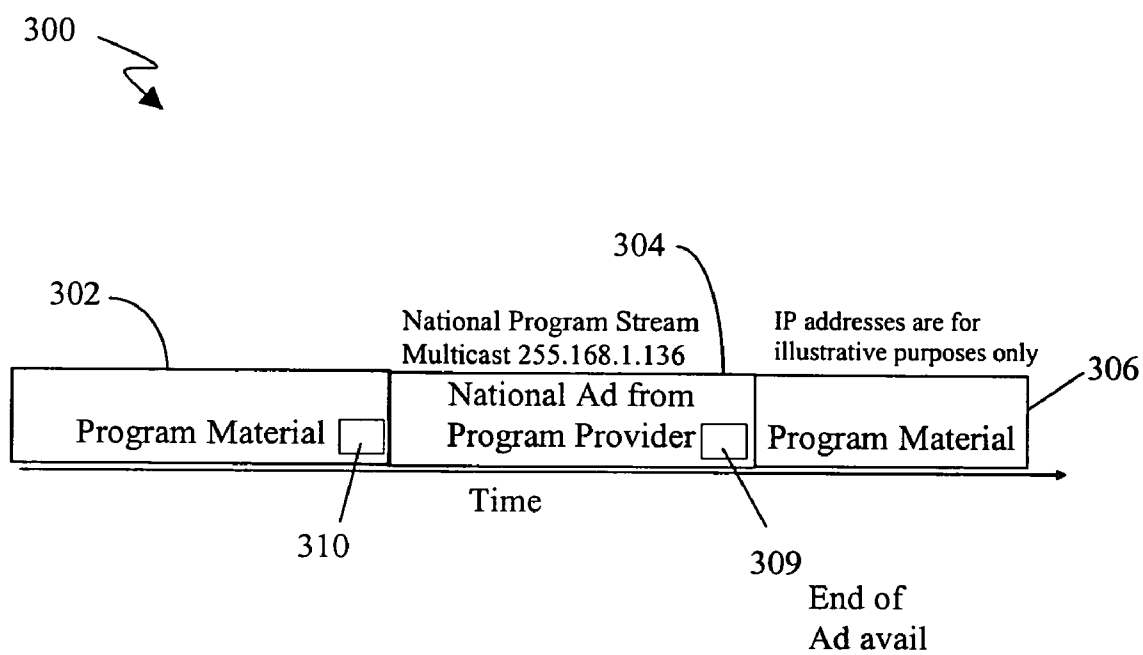 300
304
302
National Program Stream
Multicast 255.168.1.136
IP addresses are for
illustrative purposes only
306
Program Material
National Ad from
Program Provider
Program Material
Time
310
309
End of
Ad avail